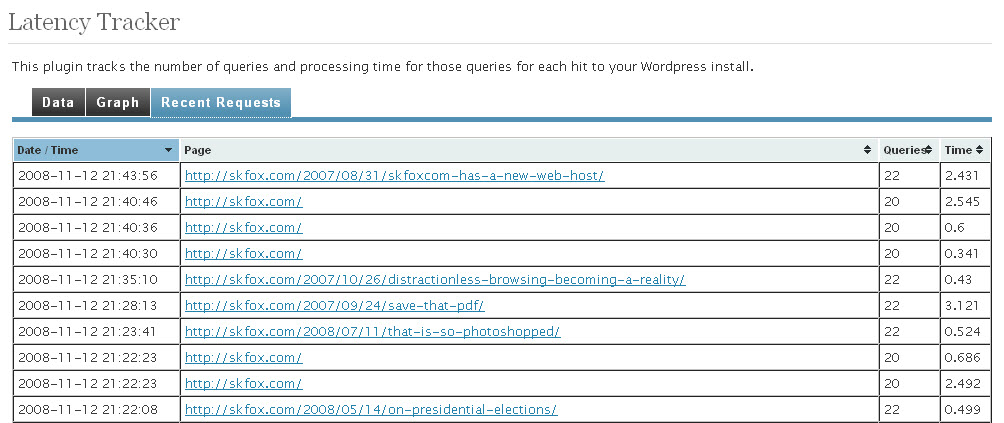 Latency Tracker
This plugin tracks the number of queries and processing time for those queries for each hit to your Wordpress install.
Data Graph Recent Requests
Date / Time Page Queries Time
2008-11-12 21:43:56 http://skfox.com/2007/08/31/skfoxcom-has-a-new-web-host/ 22 2.431
2008-11-12 21:40:46 http://skfox.com/ 20 2.545
2008-11-12 21:40:36 http://skfox.com/ 20 0.6
2008-11-12 21:40:30 http://skfox.com/ 20 0.341
2008-11-12 21:35:10 http://skfox.com/2007/10/26/distractionless-browsing-becoming-a-reality/ 22 0.43
2008-11-12 21:28:13 http://skfox.com/2007/09/24/save-that-pdf/ 22 3.121
2008-11-12 21:23:41 http://skfox.com/2008/07/11/that-is-so-photoshopped/ 22 0.524
2008-11-12 21:22:23 http://skfox.com/ 20 0.686
2008-11-12 21:22:23 http://skfox.com/ 20 2.492
2008-11-12 21:22:08 http://skfox.com/2008/05/14/on-presidential-elections/ 22 0.499